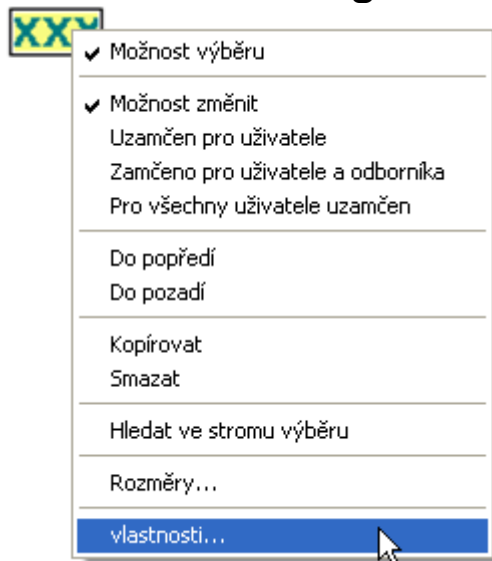 XXX
Možnost výběru
Možnost změnit
Uzamčen pro uživatele
Zamčeno pro uživatele a odborníka
Pro všechny uživatele uzamčen
Do popředí
Do pozadí
Kopírovat
Smazat
Hledat ve stromu výběru
Rozměry...
vlastnosti...